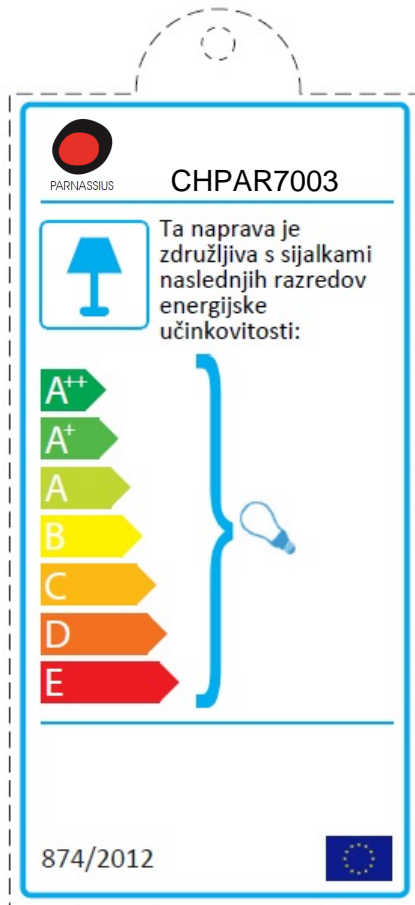 PARNASSIUS
CHPAR7003
Ta naprava je
združljiva s sijalkami
naslednjih razredov
energijske
učinkovitosti:
A++
A+
A
B
C
D
E
874/2012